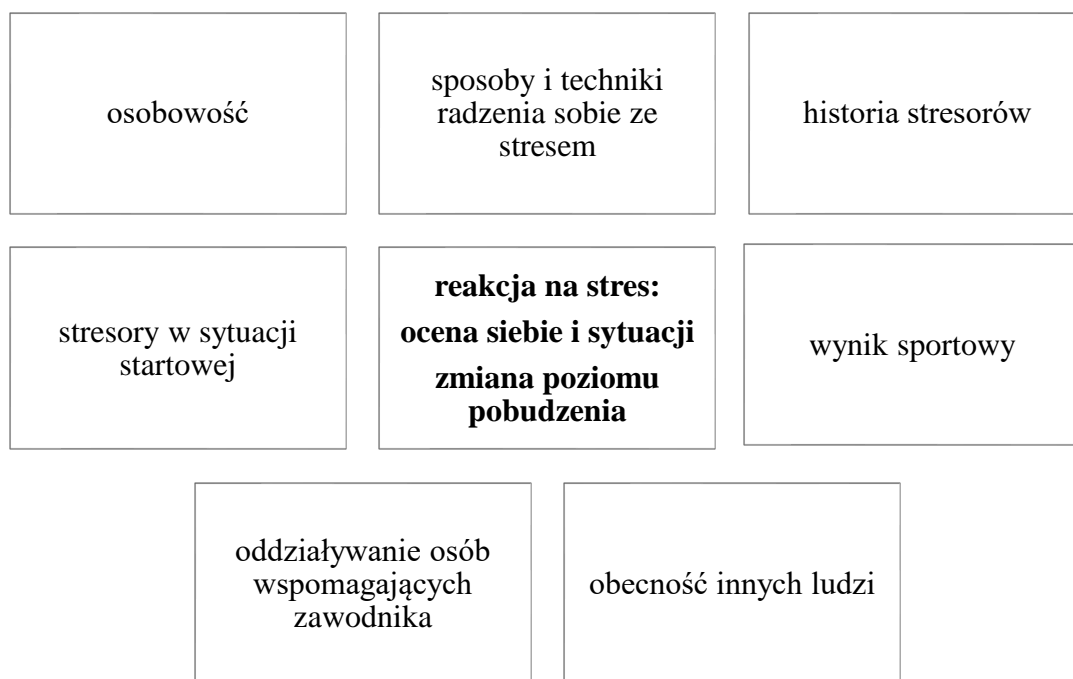 osobowość
sposoby i techniki
radzenia sobie ze
stresem
historia stresorów
stresory w sytuacji
startowej
reakcja na stres:
ocena siebie i sytuacji
zmiana poziomu
pobudzenia
wynik sportowy
oddziaływanie osób
wspomagających
zawodnika
obecność innych ludzi